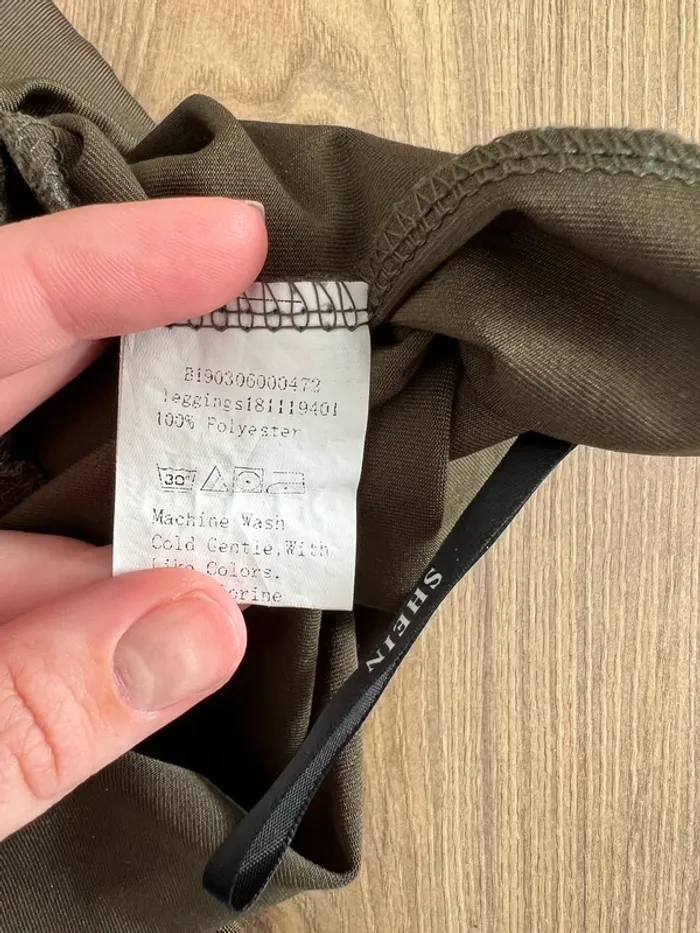 B190306000472
leggings181119401
100% Polyester
30°
Machine Wash
Cold Gentle.With
Like Colors.
SHEIN